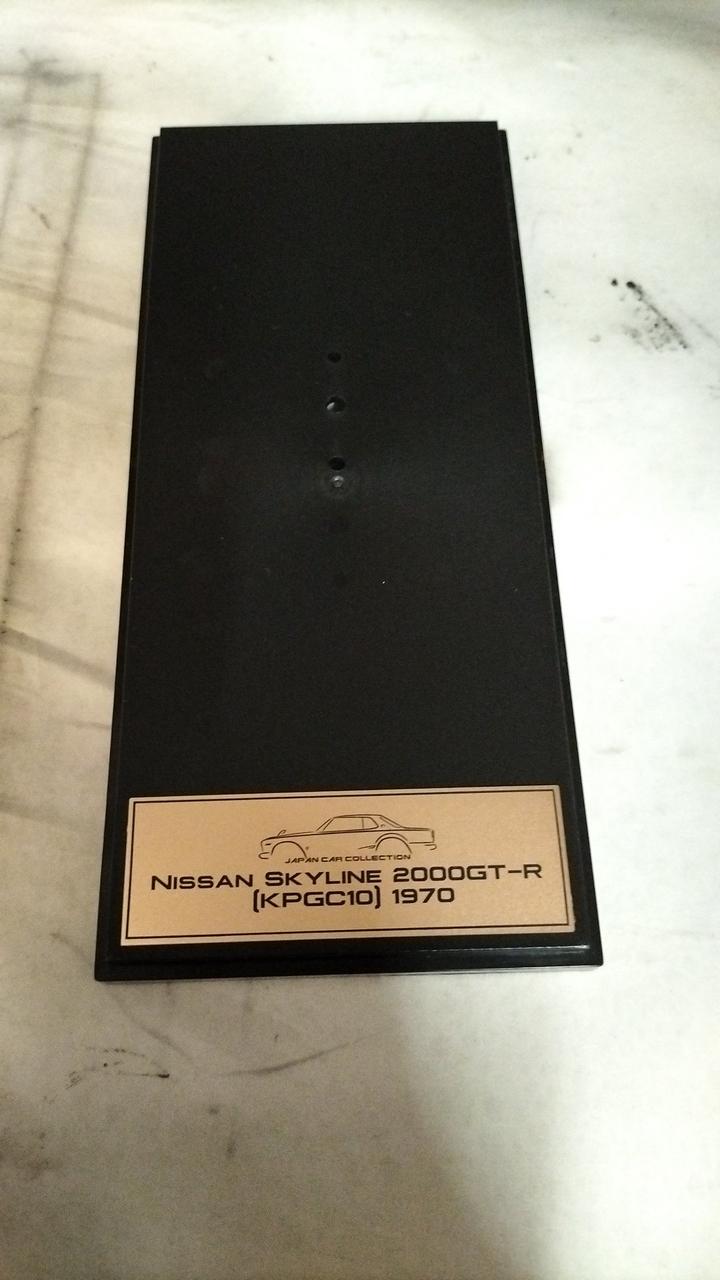 JAPAN CAR COLLECTION
NISSAN SKYLINE 2000GT-R
(KPGC10) 1970